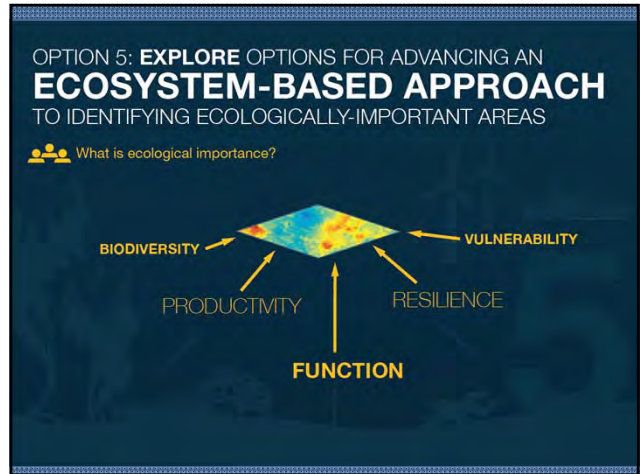 OPTION 5: EXPLORE OPTIONS FOR ADVANCING AN
ECOSYSTEM-BASED APPROACH
TO IDENTIFYING ECOLOGICALLY-IMPORTANT AREAS
What is ecological importance?
BIODIVERSITY
VULNERABILITY
PRODUCTIVITY
RESILIENCE
FUNCTION
5